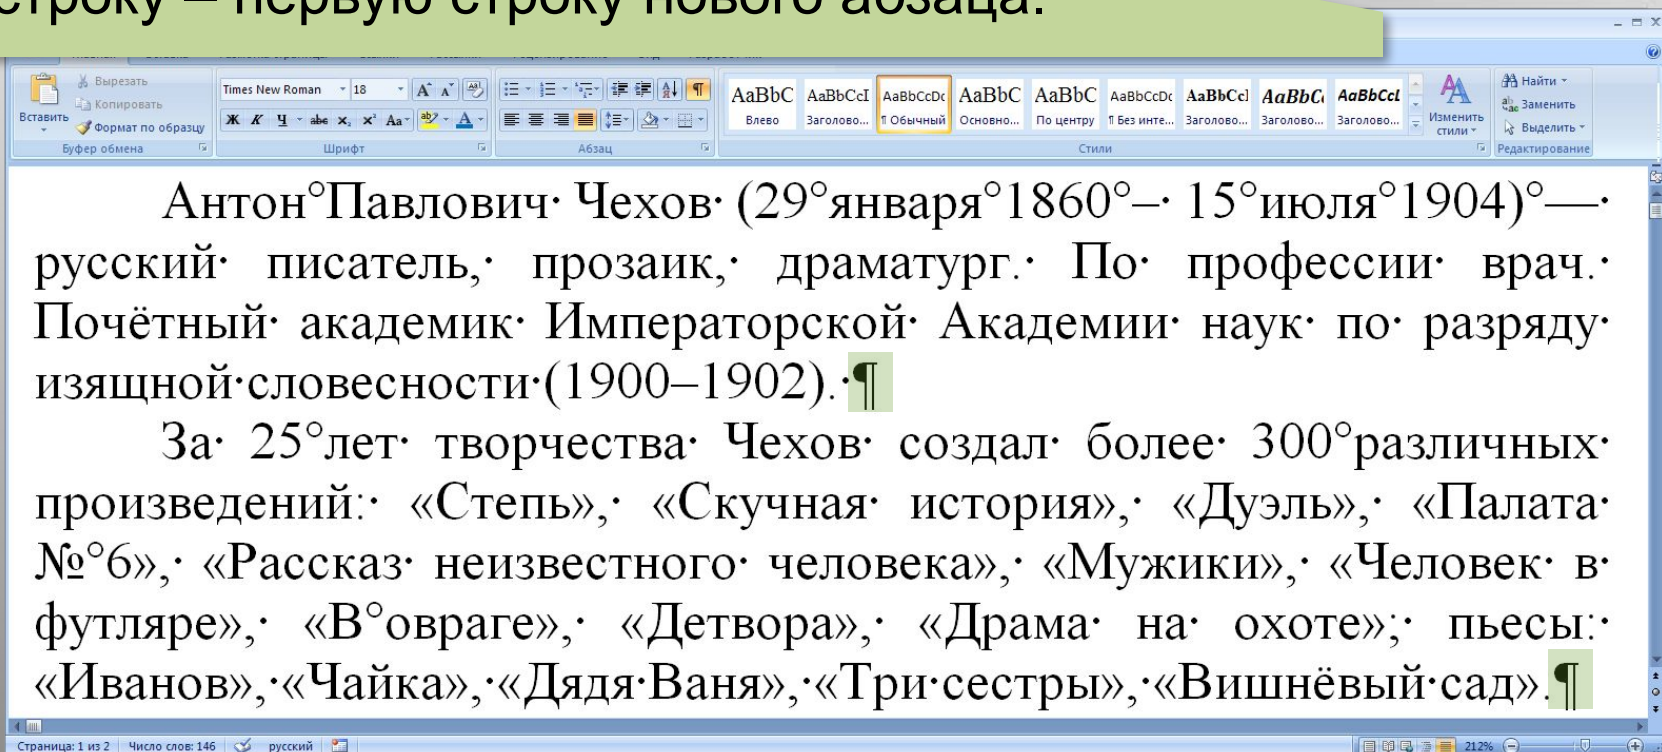 строку – первую строку нового абзаца.
Вырезать
Копировать
Формат по образцу
Вставить
Буфер обмена
Times New Roman
18
Ж К Ч abe x₂ x² Aa
Шрифт
Абзац
AaBbC AaBbCcI AaBbCcDc AaBbC AaBbC AaBbCcDc AaBbCcI AaBbC AaBbCcL
Влево Заголово... ¶ Обычный Основно... По центру ¶ Без инте... Заголово... Заголово... Заголово...
Стили
Изменить
стили
Найти
Заменить
Выделить
Редактирование
Антон°Павлович· Чехов· (29°января°1860°–· 15°июля°1904)°—·
русский· писатель,· прозаик,· драматург.· По· профессии· врач.·
Почётный· академик· Императорской· Академии· наук· по· разряду·
изящной·словесности·(1900–1902).·¶
За· 25°лет· творчества· Чехов· создал· более· 300°различных·
произведений:· «Степь»,· «Скучная· история»,· «Дуэль»,· «Палата·
№°6»,· «Рассказ· неизвестного· человека»,· «Мужики»,· «Человек· в·
футляре»,· «В°овраге»,· «Детвора»,· «Драма· на· охоте»;· пьесы:·
«Иванов»,·«Чайка»,·«Дядя·Ваня»,·«Три·сестры»,·«Вишнёвый·сад».¶
Страница: 1 из 2 Число слов: 146 русский 212%